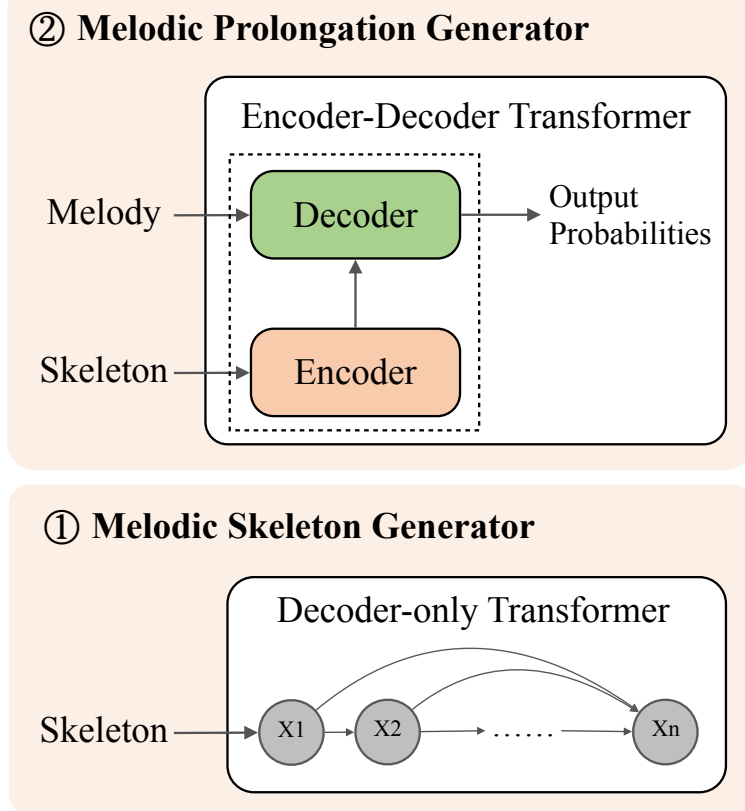 ② Melodic Prolongation Generator
Encoder-Decoder Transformer
Melody
Decoder
Output
Probabilities
Skeleton
Encoder
① Melodic Skeleton Generator
Decoder-only Transformer
Skeleton
X1
X2
......
Xn